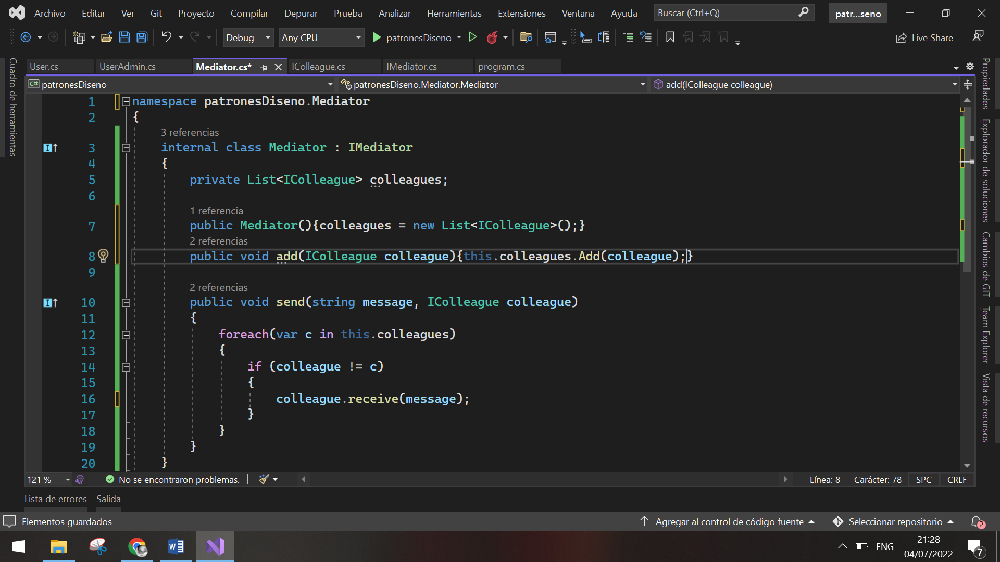 Archivo Editar Ver Git Proyecto Compilar Depurar Prueba Analizar Herramientas Extensiones Ventana Ayuda Buscar (Ctrl+Q) patr...seno
Debug Any CPU patronesDiseno Live Share
User.cs UserAdmin.cs Mediator.cs* IColleague.cs IMediator.cs program.cs
C# patronesDiseno patronesDiseno.Mediator.Mediator add(IColleague colleague)
Cuadro de herramientas
1 namespace patronesDiseno.Mediator
2 {
3 referencias
3 internal class Mediator : IMediator
4 {
5 private List<IColleague> colleagues;
6
1 referencia
7 public Mediator(){colleagues = new List<IColleague>();}
2 referencias
8 public void add(IColleague colleague){this.colleagues.Add(colleague);}
9
2 referencias
10 public void send(string message, IColleague colleague)
11 {
12 foreach(var c in this.colleagues)
13 {
14 if (colleague != c)
15 {
16 colleague.receive(message);
17 }
18 }
19 }
20 }
Propiedades
Explorador de soluciones
Cambios de GIT
Team Explorer
Vista de recursos
121 % No se encontraron problemas. Línea: 8 Carácter: 78 SPC CRLF
Lista de errores Salida
Elementos guardados Agregar al control de código fuente Seleccionar repositorio 2
W ENG 21:28
04/07/2022 7